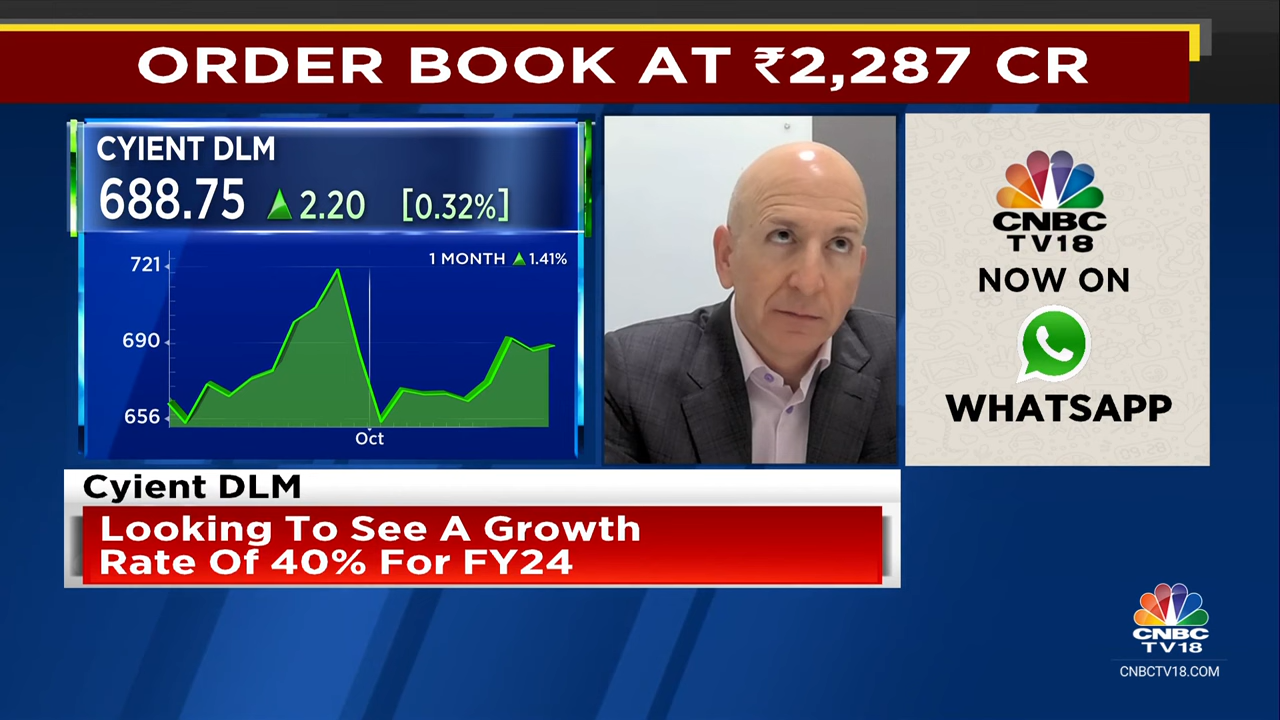 ORDER BOOK AT ₹2,287 CR
CYIENT DLM
688.75 ▲ 2.20 [0.32%]
1 MONTH ▲ 1.41%
721
690
656
Oct
CNBC
TV18
NOW ON
WHATSAPP
Cyient DLM
Looking To See A Growth
Rate Of 40% For FY24
CNBC
TV18
CNBCTV18.COM